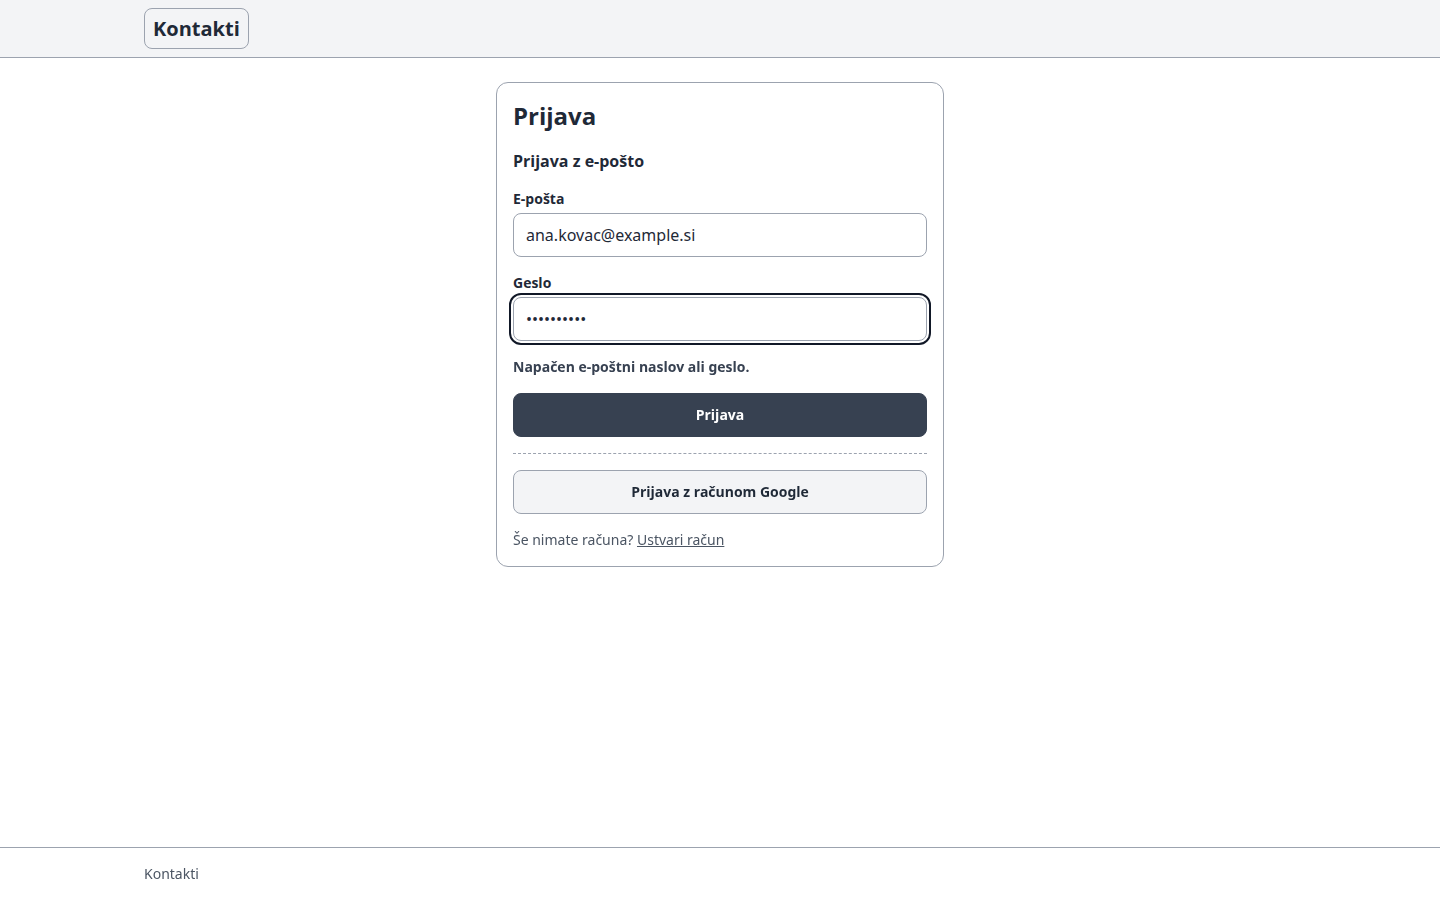 Kontakti
Prijava
Prijava z e-pošto
E-pošta
ana.kovac@example.si
Geslo
••••••••••
Napačen e-poštni naslov ali geslo.
Prijava
Prijava z računom Google
Še nimate računa? Ustvari račun
Kontakti